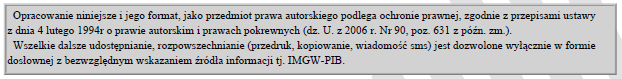 Opracowanie niniejsze i jego format, jako przedmiot prawa autorskiego podlega ochronie prawnej, zgodnie z przepisami ustawy
z dnia 4 lutego 1994r o prawie autorskim i prawach pokrewnych (dz. U. z 2006 r. Nr 90, poz. 631 z późn. zm.).
Wszelkie dalsze udostępnianie, rozpowszechnianie (przedruk, kopiowanie, wiadomość sms) jest dozwolone wyłącznie w formie
dosłownej z bezwzględnym wskazaniem źródła informacji tj. IMGW-PIB.